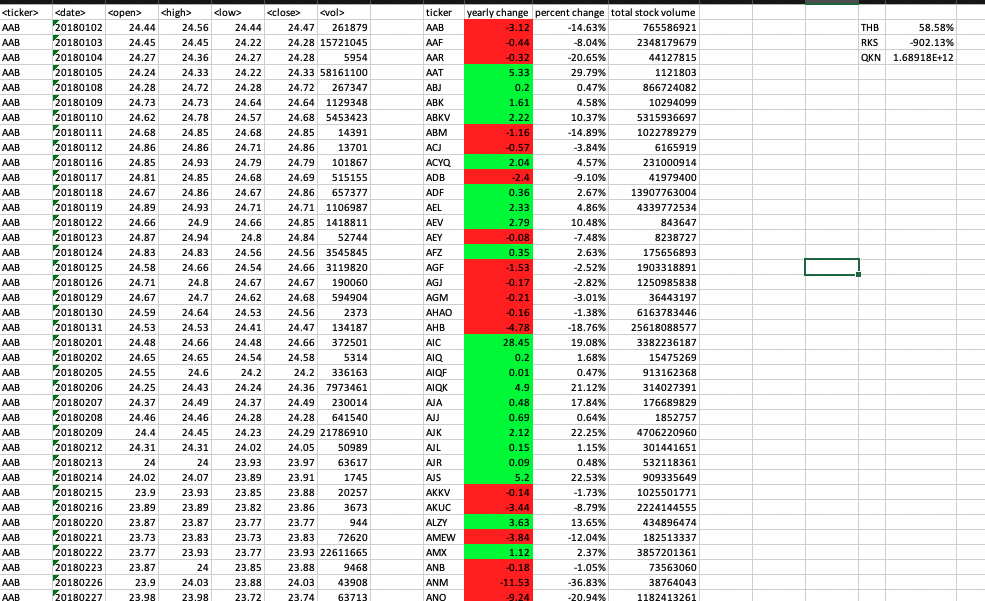 <ticker> <date> <open> <high> <low> <close> <vol> ticker yearly change percent change total stock volume
AAB 20180102 24.44 24.56 24.44 24.47 261879 AAB -3.12 -14.63% 765586921 THB 58.58%
AAB 20180103 24.45 24.45 24.22 24.28 15721045 AAF -0.44 -8.04% 2348179679 RKS -902.13%
AAB 20180104 24.27 24.36 24.27 24.28 5954 AAR -0.32 -20.65% 44127815 QKN 1.68918E+12
AAB 20180105 24.24 24.33 24.22 24.33 58161100 AAT 5.33 29.79% 1121803
AAB 20180108 24.28 24.72 24.28 24.72 267347 ABJ 0.2 0.47% 866724082
AAB 20180109 24.73 24.73 24.64 24.64 1129348 ABK 1.61 4.58% 10294099
AAB 20180110 24.62 24.78 24.57 24.68 5453423 ABKV 2.22 10.37% 5315936697
AAB 20180111 24.68 24.85 24.68 24.85 14391 ABM -1.16 -14.89% 1022789279
AAB 20180112 24.86 24.86 24.71 24.86 13701 ACJ -0.57 -3.84% 6165919
AAB 20180116 24.85 24.93 24.79 24.79 101867 ACYQ 2.04 4.57% 231000914
AAB 20180117 24.81 24.85 24.68 24.69 515155 ADB -2.4 -9.10% 41979400
AAB 20180118 24.67 24.86 24.67 24.86 657377 ADF 0.36 2.67% 13907763004
AAB 20180119 24.89 24.93 24.71 24.71 1106987 AEL 2.33 4.86% 4339772534
AAB 20180122 24.66 24.9 24.66 24.85 1418811 AEV 2.79 10.48% 843647
AAB 20180123 24.87 24.94 24.8 24.84 52744 AEY -0.08 -7.48% 8238727
AAB 20180124 24.83 24.83 24.56 24.56 3545845 AFZ 0.35 2.63% 175656893
AAB 20180125 24.58 24.66 24.54 24.66 3119820 AGF -1.53 -2.52% 1903318891
AAB 20180126 24.71 24.8 24.67 24.67 190060 AGJ -0.17 -2.82% 1250985838
AAB 20180129 24.67 24.7 24.62 24.68 594904 AGM -0.21 -3.01% 36443197
AAB 20180130 24.59 24.64 24.53 24.56 2373 AHAO -0.16 -1.38% 6163783446
AAB 20180131 24.53 24.53 24.41 24.47 134187 AHB -4.78 -18.76% 25618088577
AAB 20180201 24.48 24.66 24.48 24.66 372501 AIC 28.45 19.08% 3382236187
AAB 20180202 24.65 24.65 24.54 24.58 5314 AIQ 0.2 1.68% 15475269
AAB 20180205 24.55 24.6 24.2 24.2 336163 AIQF 0.01 0.47% 913162368
AAB 20180206 24.25 24.43 24.24 24.36 7973461 AIQK 4.9 21.12% 314027391
AAB 20180207 24.37 24.49 24.37 24.49 230014 AJA 0.48 17.84% 176689829
AAB 20180208 24.46 24.46 24.28 24.28 641540 AJJ 0.69 0.64% 1852757
AAB 20180209 24.4 24.45 24.23 24.29 21786910 AJK 2.12 22.25% 4706220960
AAB 20180212 24.31 24.31 24.02 24.05 50989 AJL 0.15 1.15% 301441651
AAB 20180213 24 24 23.93 23.97 63617 AJR 0.09 0.48% 532118361
AAB 20180214 24.02 24.07 23.89 23.91 1745 AJS 5.2 22.53% 909335649
AAB 20180215 23.9 23.93 23.85 23.88 20257 AKKV -0.14 -1.73% 1025501771
AAB 20180216 23.89 23.89 23.82 23.86 3673 AKUC -3.44 -8.79% 2224144555
AAB 20180220 23.87 23.87 23.77 23.77 944 ALZY 3.63 13.65% 434896474
AAB 20180221 23.73 23.83 23.73 23.83 72620 AMEW -3.84 -12.04% 182513337
AAB 20180222 23.77 23.93 23.77 23.93 22611665 AMX 1.12 2.37% 3857201361
AAB 20180223 23.87 24 23.85 23.88 9468 ANB -0.18 -1.05% 73563060
AAB 20180226 23.9 24.03 23.88 24.03 43908 ANM -11.53 -36.83% 38764043
AAB 20180227 23.98 23.98 23.72 23.74 63713 ANO -9.24 -20.94% 1182413261